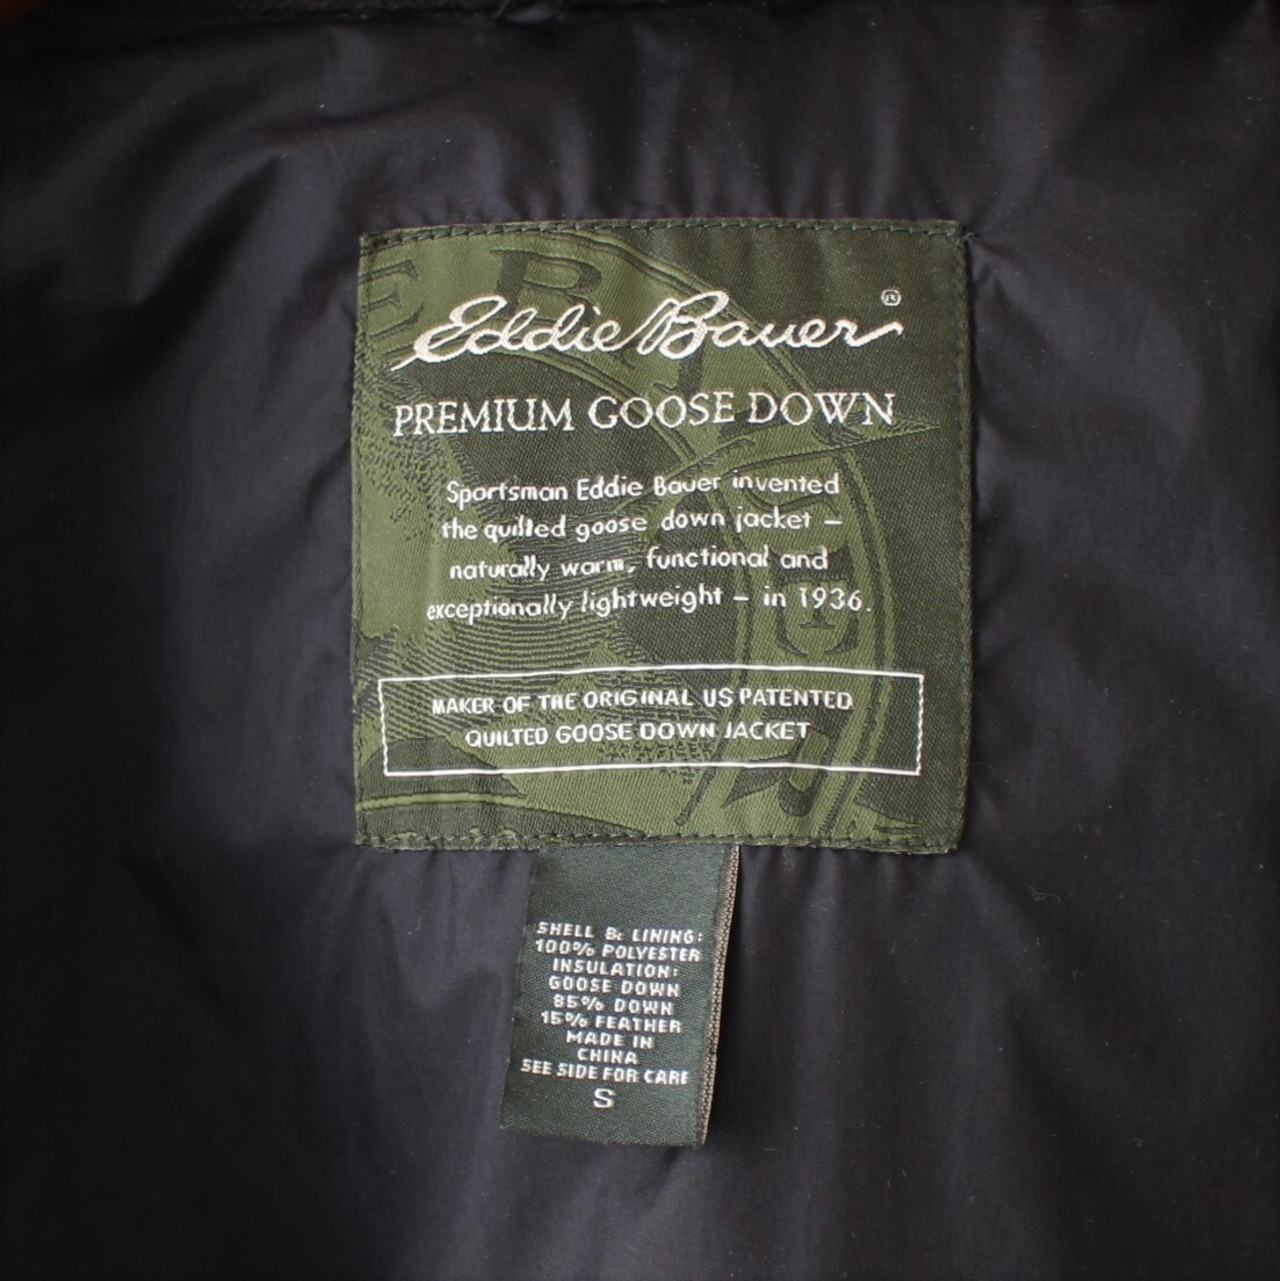 Eddie Bauer®
PREMIUM GOOSE DOWN
Sportsman Eddie Bauer invented
the quilted goose down jacket –
naturally warm, functional and
exceptionally lightweight – in 1936.
MAKER OF THE ORIGINAL US PATENTED
QUILTED GOOSE DOWN JACKET
SHELL & LINING:
100% POLYESTER
INSULATION:
GOOSE DOWN
85% DOWN
15% FEATHER
MADE IN
CHINA
SEE SIDE FOR CARE
S